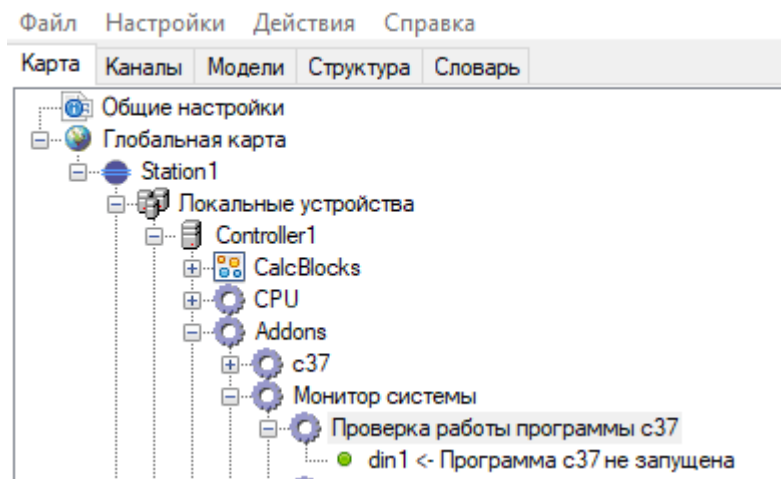 Файл Настройки Действия Справка
Карта Каналы Модели Структура Словарь
Общие настройки
Глобальная карта
Station1
Локальные устройства
Controller1
CalcBlocks
CPU
Addons
c37
Монитор системы
Проверка работы программы c37
din1 <- Программа c37 не запущена